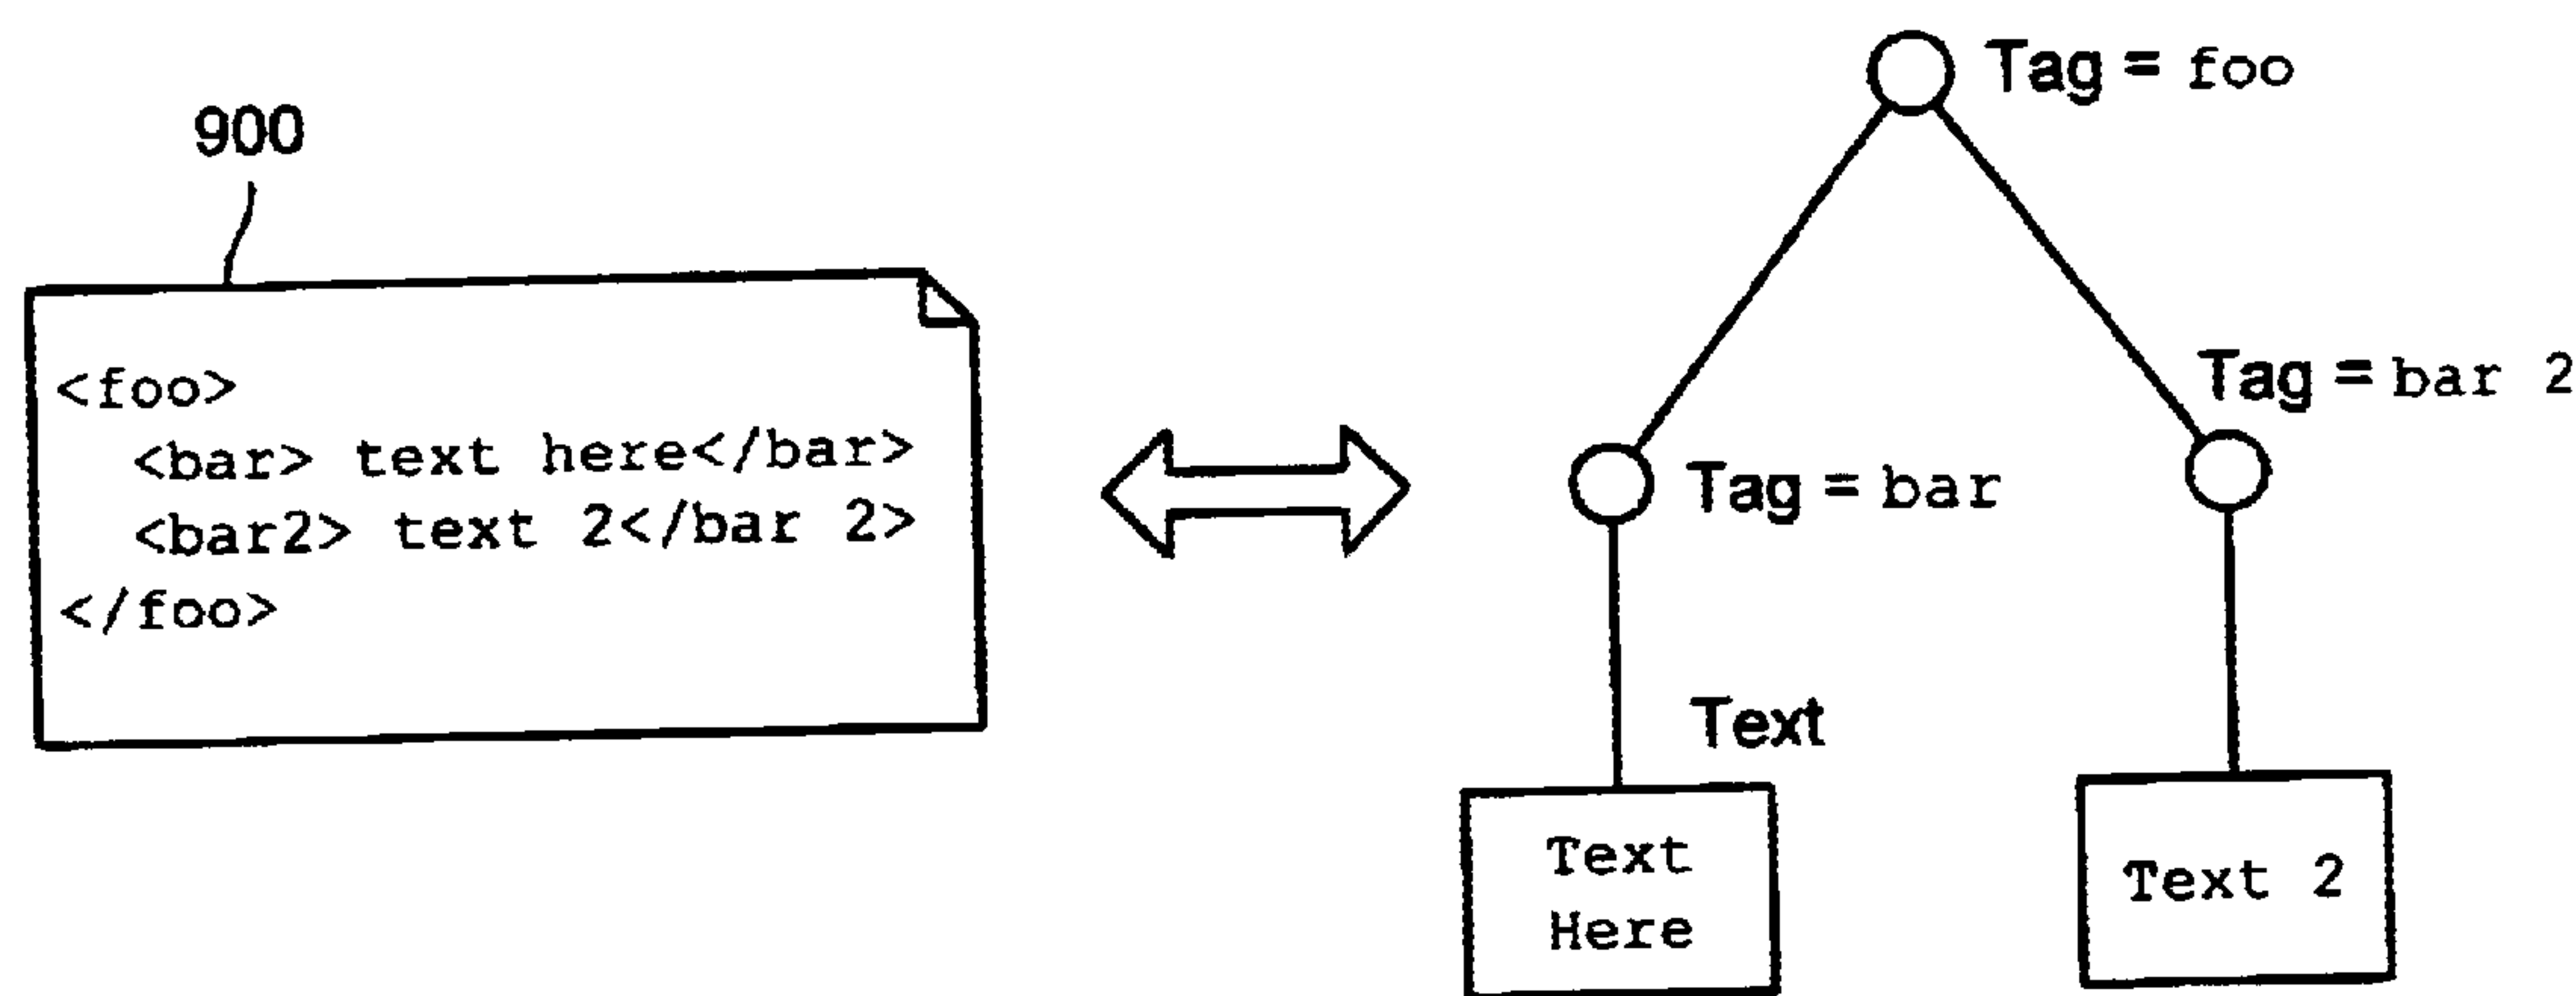 900
<foo>
<bar> text here</bar>
<bar2> text 2</bar 2>
</foo>
Tag = foo
Tag = bar
Tag = bar 2
Text
Text
Here
Text 2